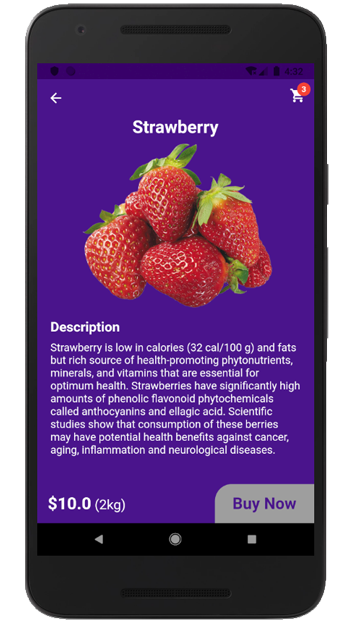 4:32
3
Strawberry
Description
Strawberry is low in calories (32 cal/100 g) and fats
but rich source of health-promoting phytonutrients,
minerals, and vitamins that are essential for
optimum health. Strawberries have significantly high
amounts of phenolic flavonoid phytochemicals
called anthocyanins and ellagic acid. Scientific
studies show that consumption of these berries
may have potential health benefits against cancer,
aging, inflammation and neurological diseases.
$10.0 (2kg)
Buy Now